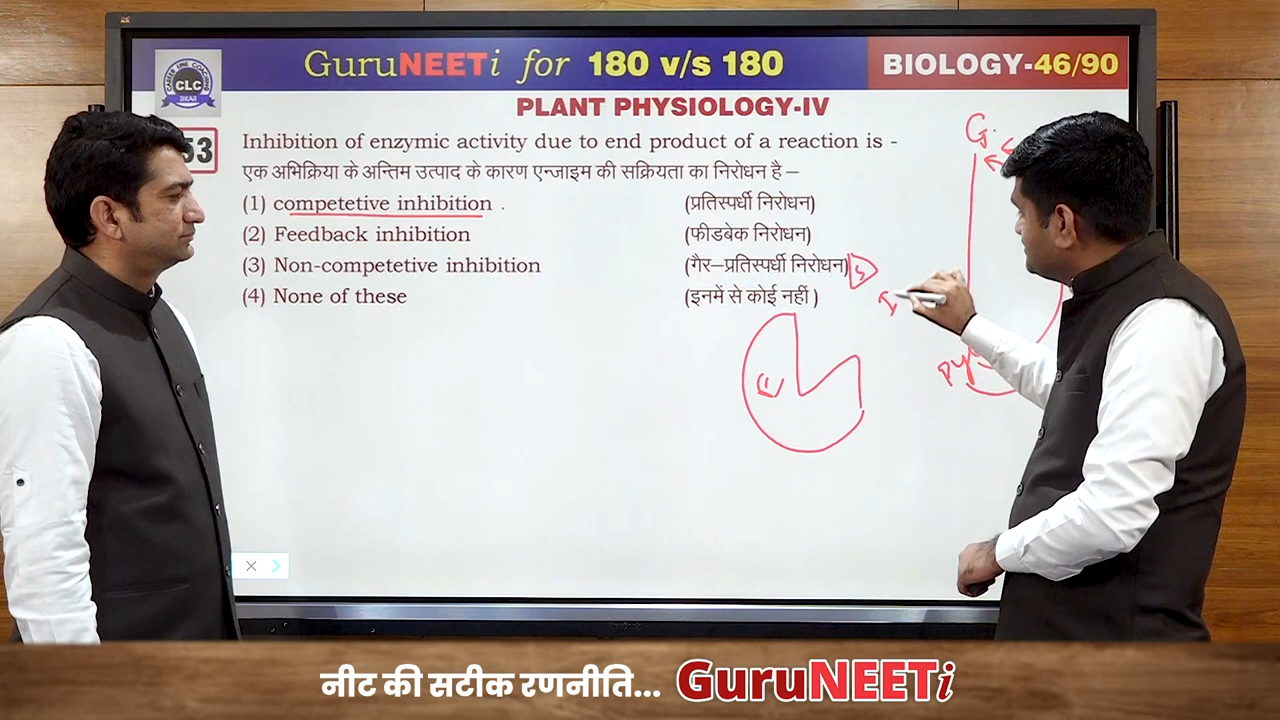 GuruNEETi for 180 v/s 180
BIOLOGY-46/90
CLC
SIKAR
PLANT PHYSIOLOGY-IV
53
Inhibition of enzymic activity due to end product of a reaction is -
एक अभिक्रिया के अन्तिम उत्पाद के कारण एन्जाइम की सक्रियता का निरोधन है –
(1) competetive inhibition . (प्रतिस्पर्धी निरोधन)
(2) Feedback inhibition (फीडबेक निरोधन)
(3) Non-competetive inhibition (गैर–प्रतिस्पर्धी निरोधन)
(4) None of these (इनमें से कोई नहीं )
G.
S
I
E
Py
नीट की सटीक रणनीति... GuruNEETi